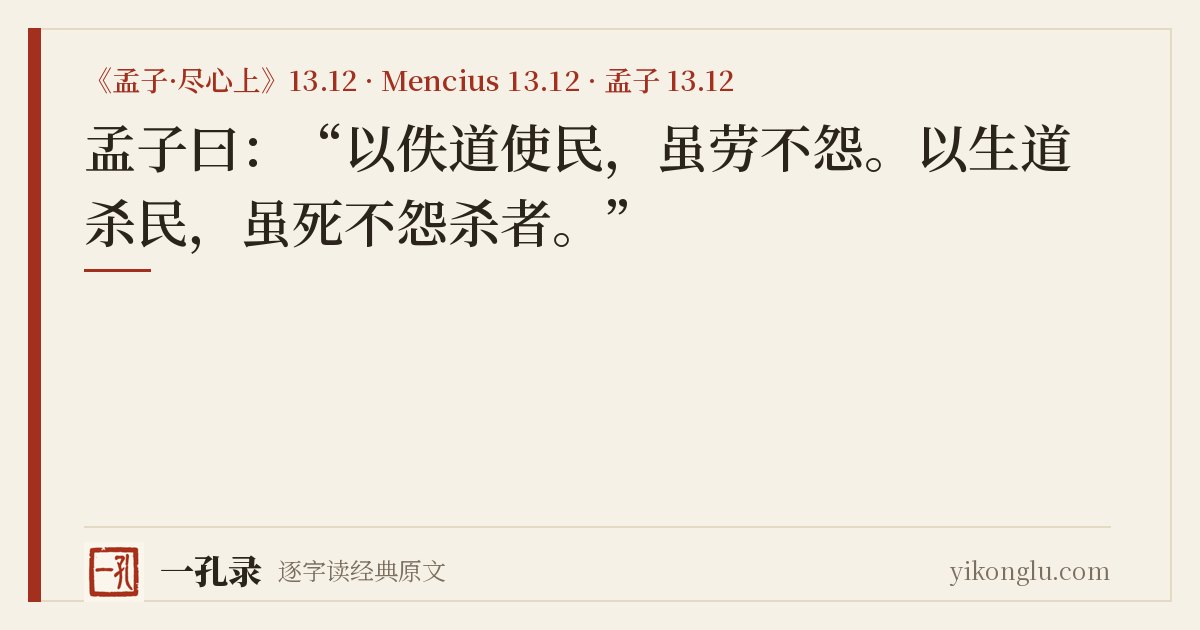 《孟子·尽心上》13.12 · Mencius 13.12 · 孟子 13.12
孟子曰：“以佚道使民，虽劳不怨。以生道
杀民，虽死不怨杀者。”
一孔
一孔录 逐字读经典原文
yikonglu.com